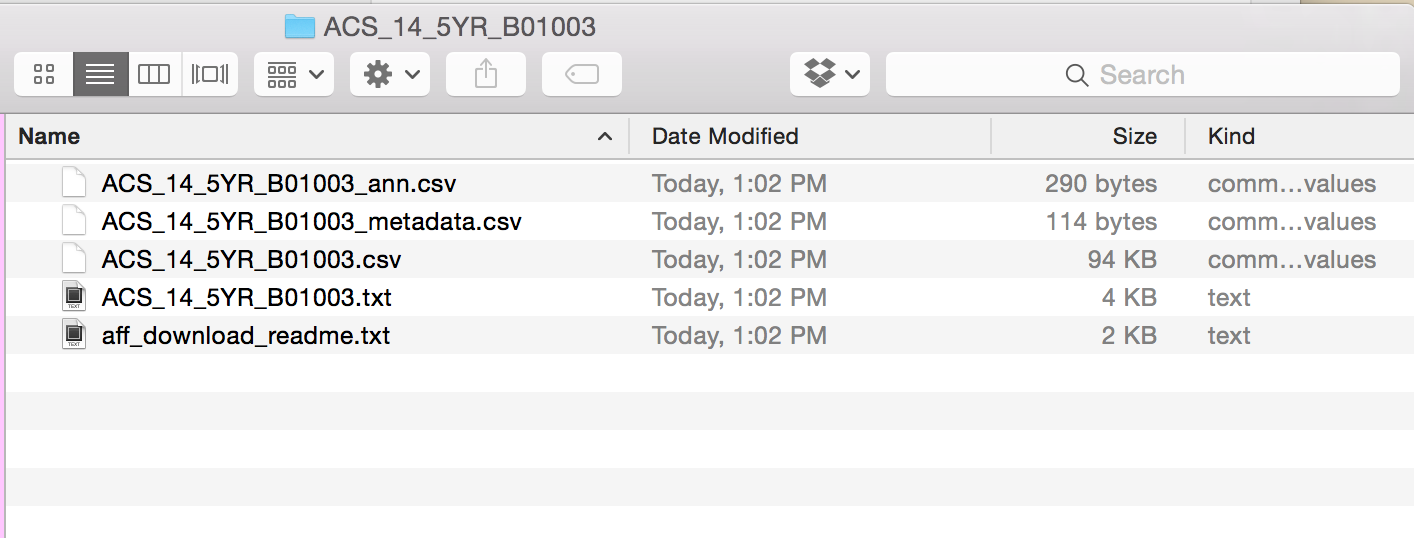 ACS_14_5YR_B01003
Search
Name Date Modified Size Kind
ACS_14_5YR_B01003_ann.csv Today, 1:02 PM 290 bytes comm...values
ACS_14_5YR_B01003_metadata.csv Today, 1:02 PM 114 bytes comm...values
ACS_14_5YR_B01003.csv Today, 1:02 PM 94 KB comm...values
TEXT ACS_14_5YR_B01003.txt Today, 1:02 PM 4 KB text
TEXT aff_download_readme.txt Today, 1:02 PM 2 KB text